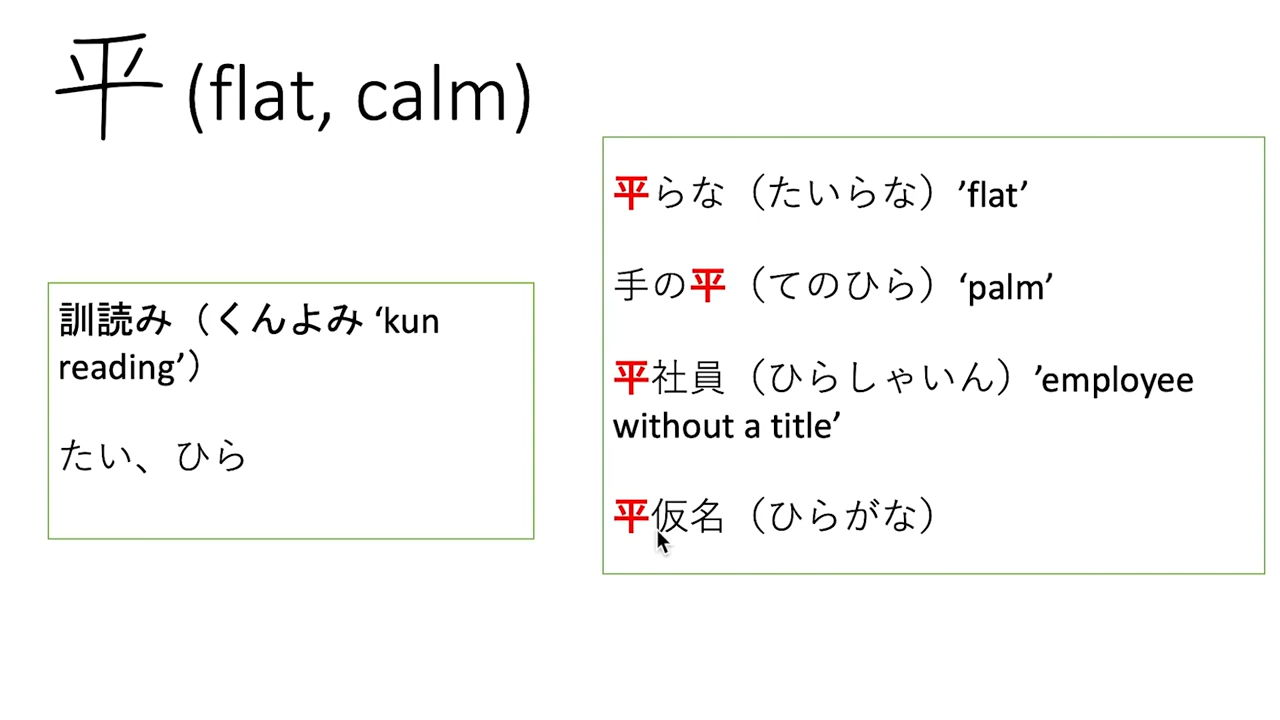 平 (flat, calm)
訓読み（くんよみ ‘kun
reading’）
たい、ひら
平らな（たいらな）’flat’
手の平（てのひら）‘palm’
平社員（ひらしゃいん）’employee
without a title’
平仮名（ひらがな）